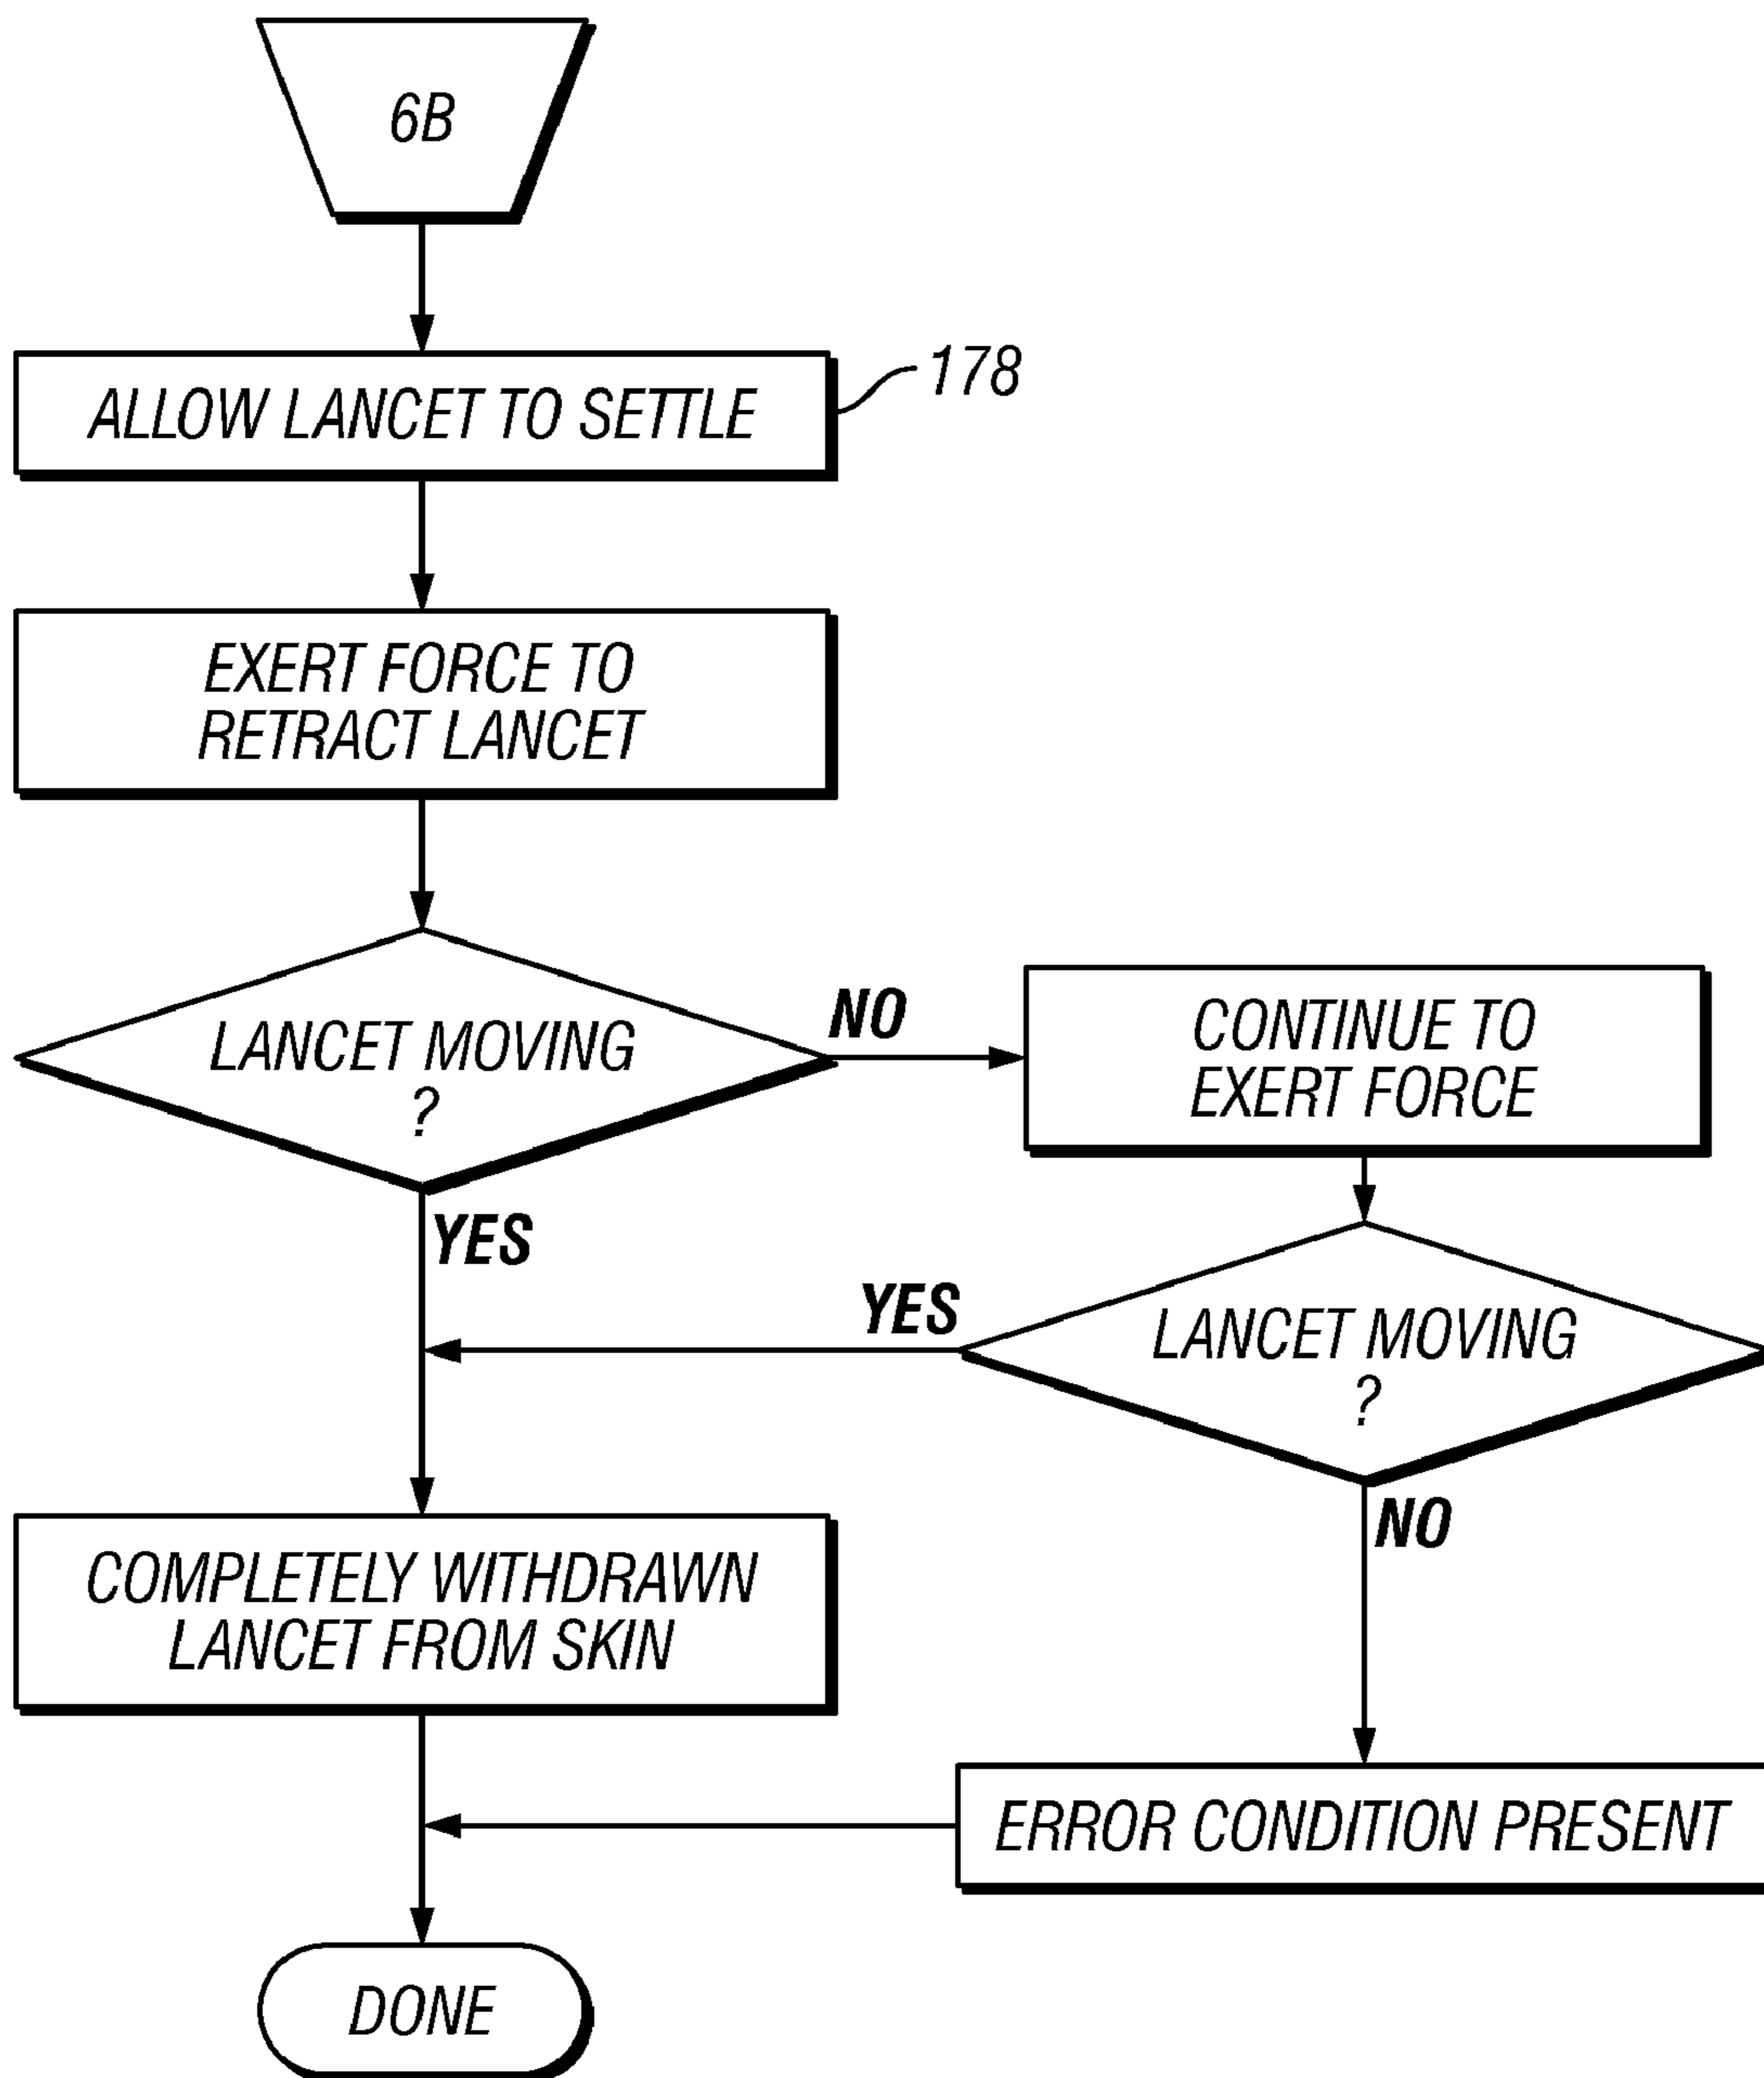 6B
ALLOW LANCET TO SETTLE
178
EXERT FORCE TO
RETRACT LANCET
LANCET MOVING
?
NO
YES
CONTINUE TO
EXERT FORCE
LANCET MOVING
?
YES
NO
COMPLETELY WITHDRAWN
LANCET FROM SKIN
ERROR CONDITION PRESENT
DONE